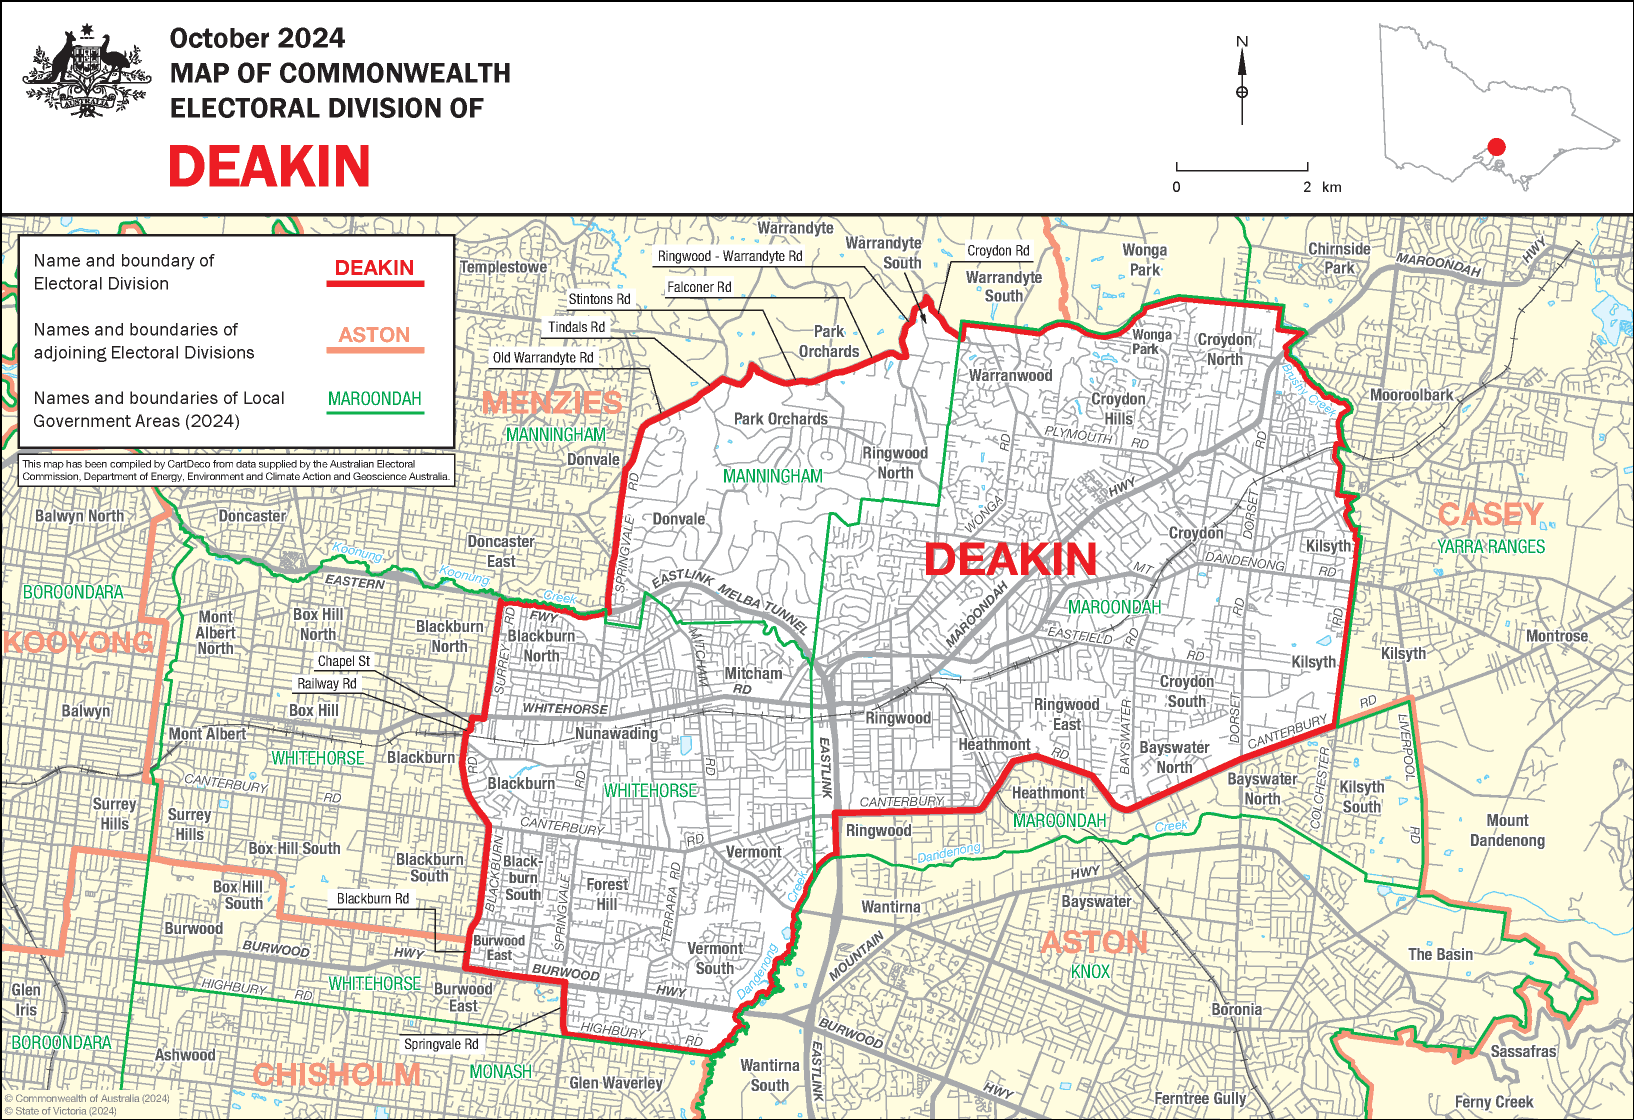 October 2024
MAP OF COMMONWEALTH
ELECTORAL DIVISION OF
DEAKIN
AUSTRALIA
N
0 2 km
Name and boundary of
Electoral Division
DEAKIN
Names and boundaries of
adjoining Electoral Divisions
ASTON
Names and boundaries of Local
Government Areas (2024)
MAROONDAH
This map has been compiled by CartDeco from data supplied by the Australian Electoral
Commission, Department of Energy, Environment and Climate Action and Geoscience Australia.
Warrandyte
Warrandyte
South
Croydon Rd
Ringwood - Warrandyte Rd
Wonga
Park
Chirnside
Park
MAROONDAH
HWY
Templestowe
Falconer Rd
Warrandyte
South
Stintons Rd
Tindals Rd
Park
Orchards
Old Warrandyte Rd
Wonga
Park
Croydon
North
Warranwood
Brushy Creek
Mooroolbark
MENZIES
MANNINGHAM
Donvale
Park Orchards
Croydon
Hills
PLYMOUTH RD
RD
RD
Ringwood
North
MANNINGHAM
RD
HWY
Balwyn North
Doncaster
Donvale
WONGA
DORSET
CASEY
YARRA RANGES
Doncaster
East
SPRINGVALE
Croydon
Kilsyth
Koonung
Koonung
Creek
DEAKIN
MT
DANDENONG
RD
EASTERN
FWY
EASTLINK
MELBA TUNNEL
BOROONDARA
KOOYONG
Mont
Albert
North
Box Hill
North
Blackburn
North
RD
Blackburn
North
MAROONDAH
MAROONDAH
RD
RD
EASTFIELD
RD
RD
Montrose
Kilsyth
Kilsyth
Chapel St
Railway Rd
SURREY
MITCHAM
Mitcham
RD
Balwyn
Box Hill
WHITEHORSE
Croydon
South
Ringwood
Ringwood
East
BAYSWATER
DORSET
RD
CANTERBURY
LIVERPOOL
Mont Albert
Nunawading
WHITEHORSE
Blackburn
RD
Heathmont
RD
Bayswater
North
CANTERBURY
RD
Blackburn
RD
RD
WHITEHORSE
EASTLINK
Heathmont
Bayswater
North
COLCHESTER
Kilsyth
South
Surrey
Hills
Surrey
Hills
CANTERBURY
Ringwood
MAROONDAH
Creek
RD
Mount
Dandenong
CANTERBURY
RD
Vermont
Dandenong
Box Hill South
Blackburn
South
BLACKBURN
Black-
burn
South
Forest
Hill
RD
Creek
HWY
Box Hill
South
Blackburn Rd
SPRINGVALE
TERRARA
Wantirna
Bayswater
Burwood
Burwood
East
Vermont
South
Dandenong
MOUNTAIN
ASTON
The Basin
BURWOOD
HWY
BURWOOD
HWY
KNOX
HIGHBURY
RD
WHITEHORSE
Burwood
East
Glen
Iris
Boronia
HIGHBURY
RD
BURWOOD
BOROONDARA
Springvale Rd
Ashwood
CHISHOLM
MONASH
Glen Waverley
Wantirna
South
EASTLINK
HWY
Sassafras
Ferntree Gully
Ferny Creek
© Commonwealth of Australia (2024)
© State of Victoria (2024)